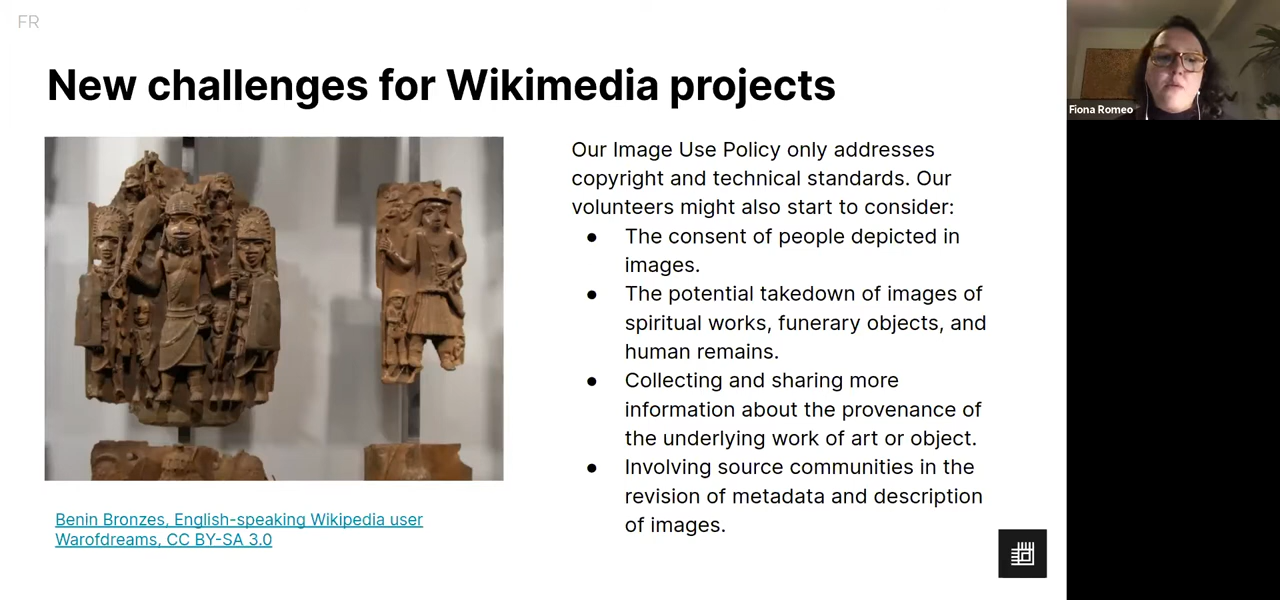 FR
New challenges for Wikimedia projects
Our Image Use Policy only addresses
copyright and technical standards. Our
volunteers might also start to consider:
● The consent of people depicted in
images.
● The potential takedown of images of
spiritual works, funerary objects, and
human remains.
● Collecting and sharing more
information about the provenance of
the underlying work of art or object.
● Involving source communities in the
revision of metadata and description
of images.
Benin Bronzes, English-speaking Wikipedia user
Warofdreams, CC BY-SA 3.0
Fiona Romeo